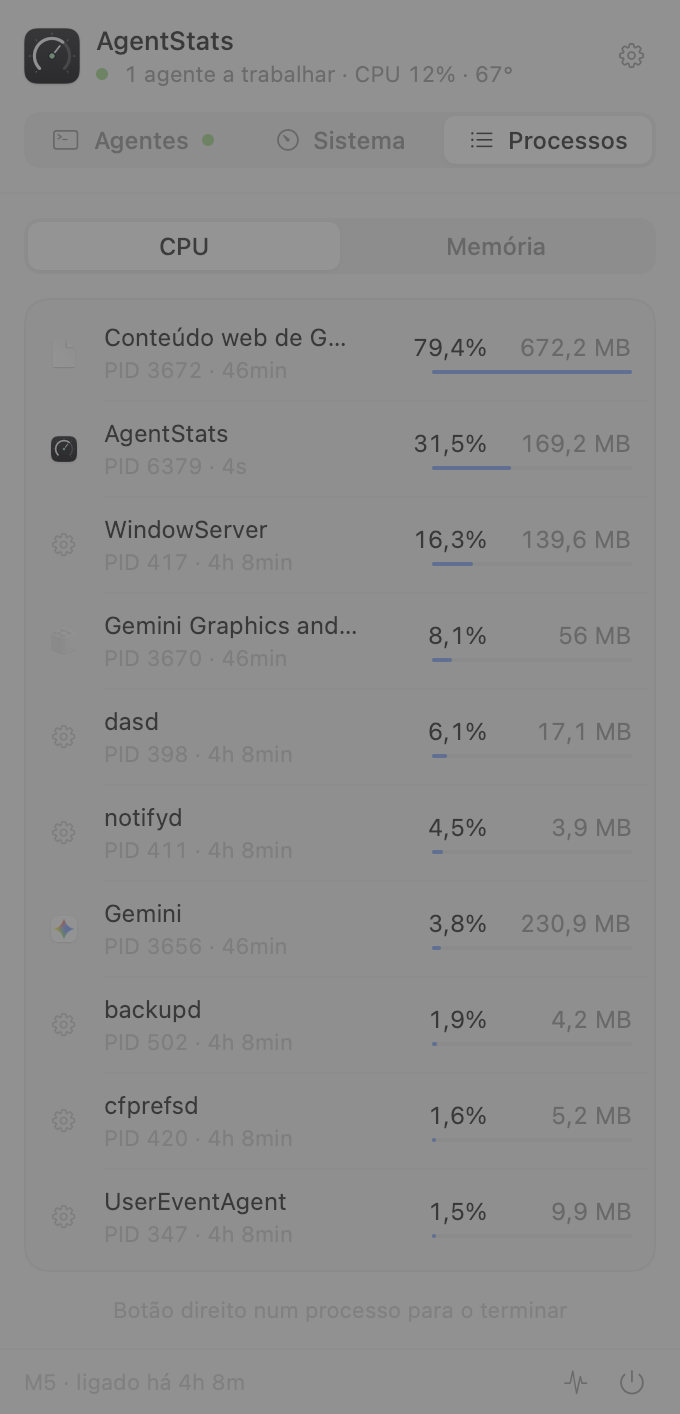 AgentStats
1 agente a trabalhar · CPU 12% · 67°
Agentes Sistema Processos
CPU Memória
Conteúdo web de G... 79,4% 672,2 MB
PID 3672 · 46min
AgentStats 31,5% 169,2 MB
PID 6379 · 4s
WindowServer 16,3% 139,6 MB
PID 417 · 4h 8min
Gemini Graphics and... 8,1% 56 MB
PID 3670 · 46min
dasd 6,1% 17,1 MB
PID 398 · 4h 8min
notifyd 4,5% 3,9 MB
PID 411 · 4h 8min
Gemini 3,8% 230,9 MB
PID 3656 · 46min
backupd 1,9% 4,2 MB
PID 502 · 4h 8min
cfprefsd 1,6% 5,2 MB
PID 420 · 4h 8min
UserEventAgent 1,5% 9,9 MB
PID 347 · 4h 8min
Botão direito num processo para o terminar
M5 · ligado há 4h 8m